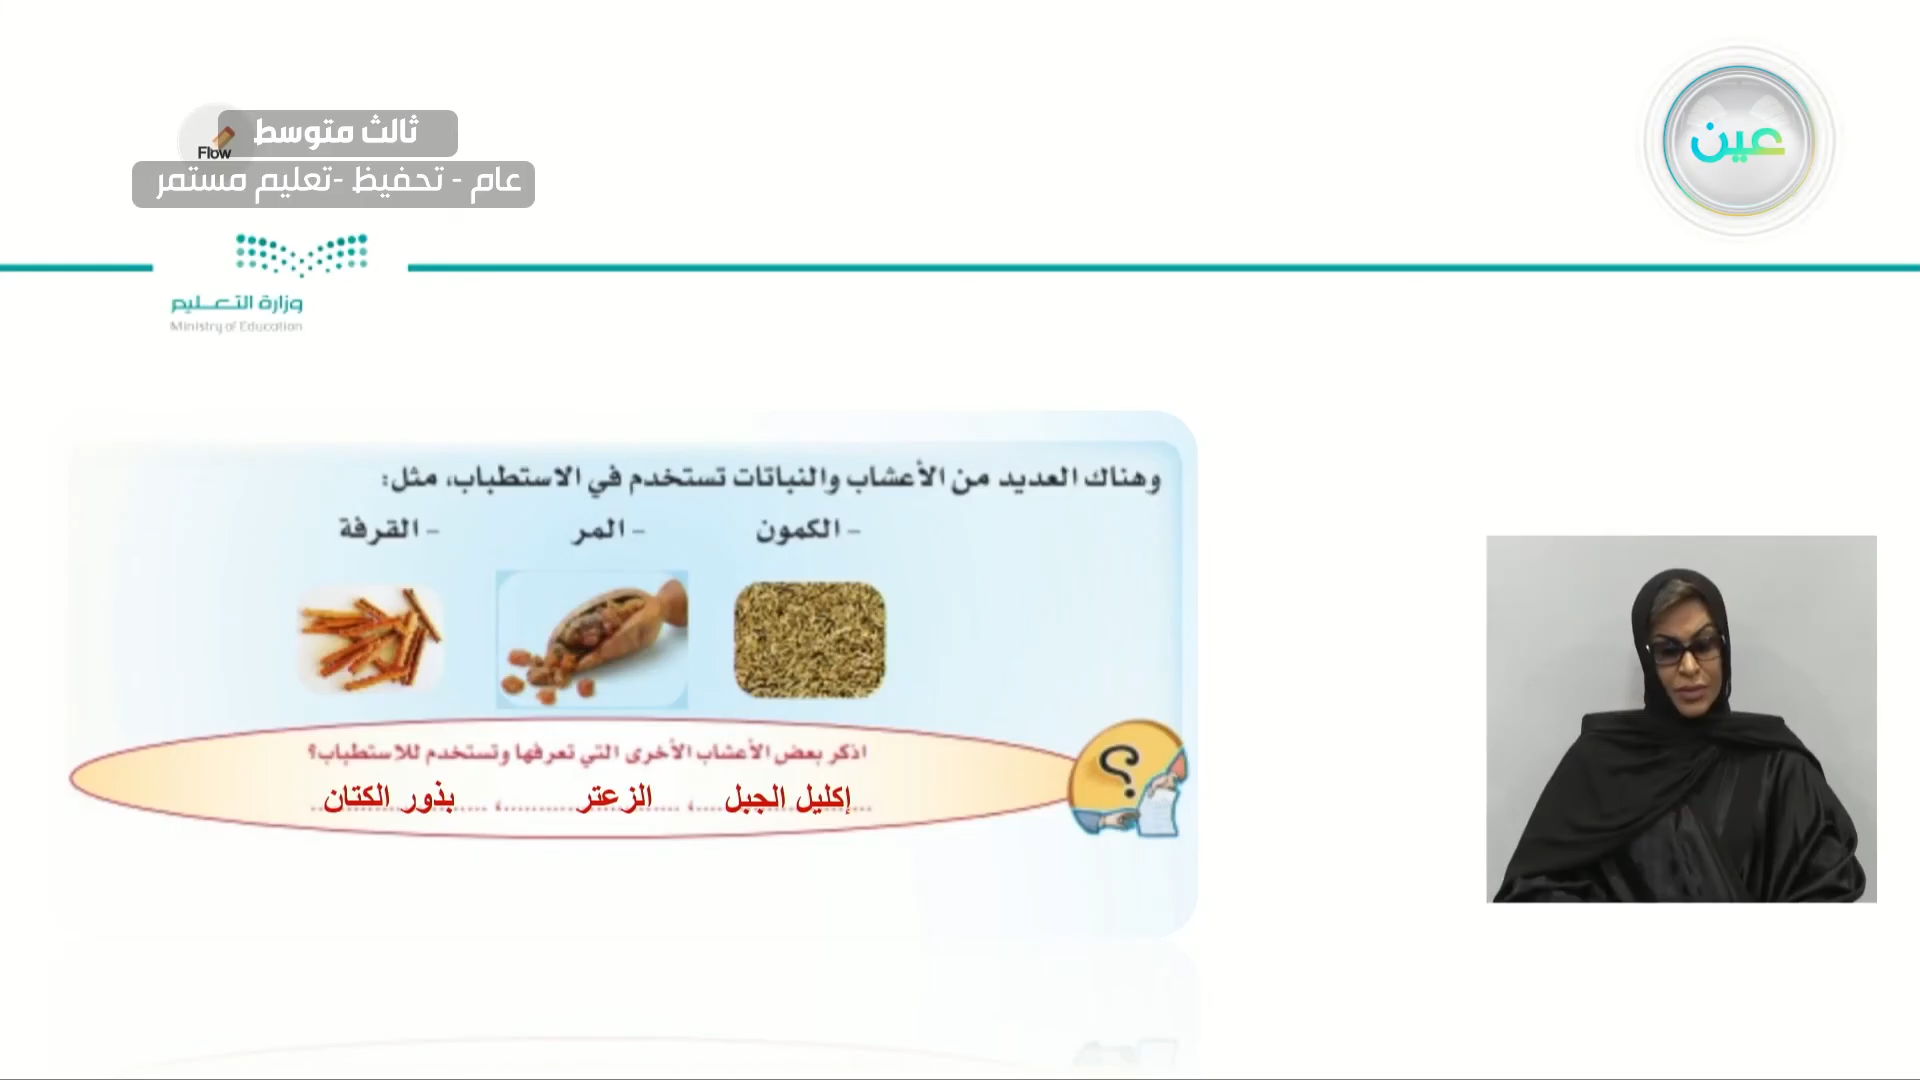 عين
ثالث متوسط
Flow
عام - تحفيظ -تعليم مستمر
وزارة التعليم
Ministry of Education
وهناك العديد من الأعشاب والنباتات تستخدم في الاستطباب، مثل:
- الكمون - المر - القرفة
اذكر بعض الأعشاب الأخرى التي تعرفها وتستخدم للاستطباب؟
إكليل الجبل ، الزعتر ، بذور الكتان
؟